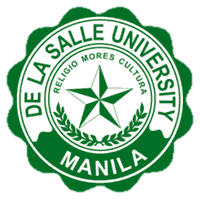 DE LA SALLE UNIVERSITY
RELIGIO MORES CULTURA
MANILA